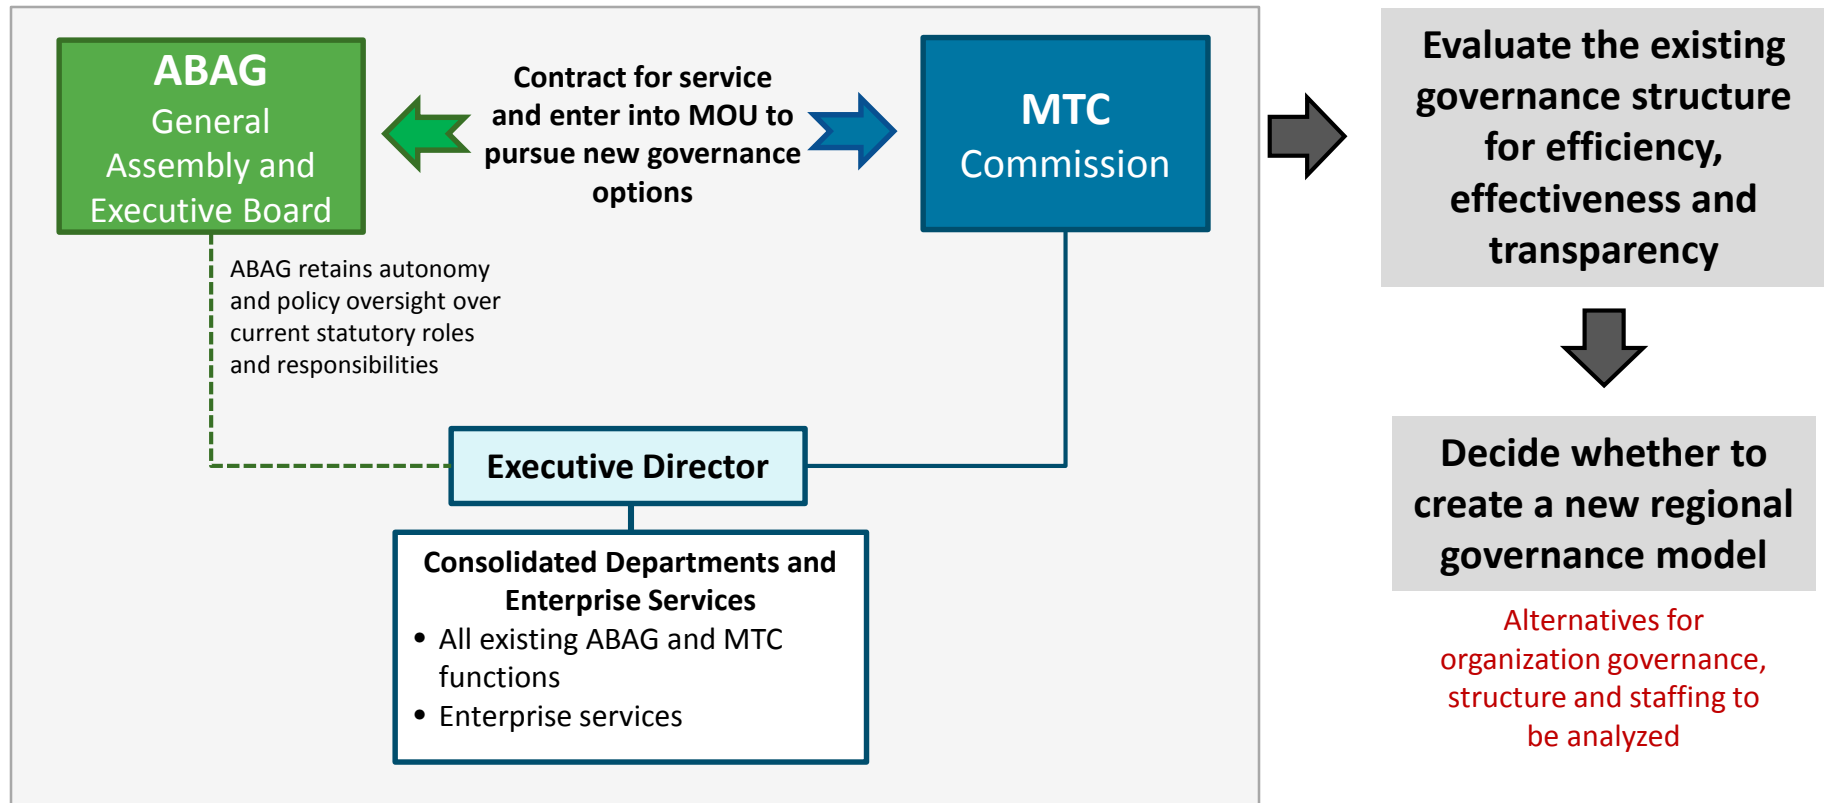 ABAG
General
Assembly and
Executive Board
Contract for service
and enter into MOU to
pursue new governance
options
MTC
Commission
ABAG retains autonomy
and policy oversight over
current statutory roles
and responsibilities
Executive Director
Consolidated Departments and
Enterprise Services
• All existing ABAG and MTC
functions
• Enterprise services
Evaluate the existing
governance structure
for efficiency,
effectiveness and
transparency
Decide whether to
create a new regional
governance model
Alternatives for
organization governance,
structure and staffing to
be analyzed